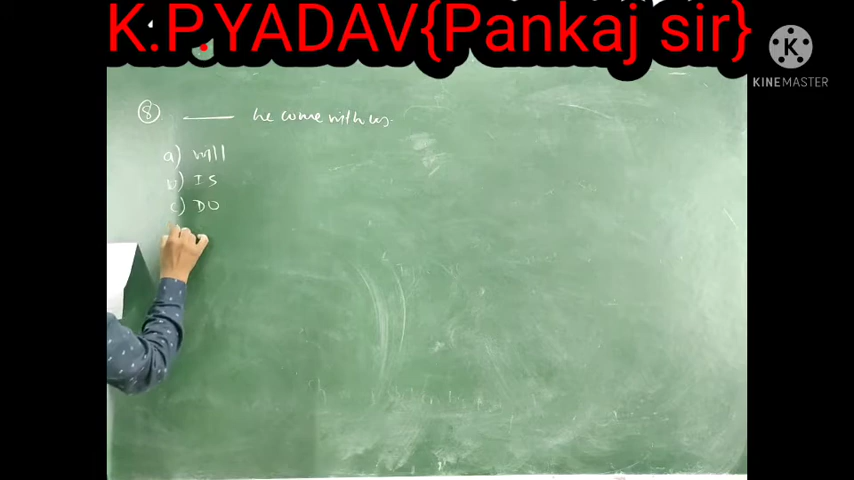 K.P.YADAV{Pankaj sir}
K
KINEMASTER
8 ____ he come with us.
a) will
b) IS
c) DO